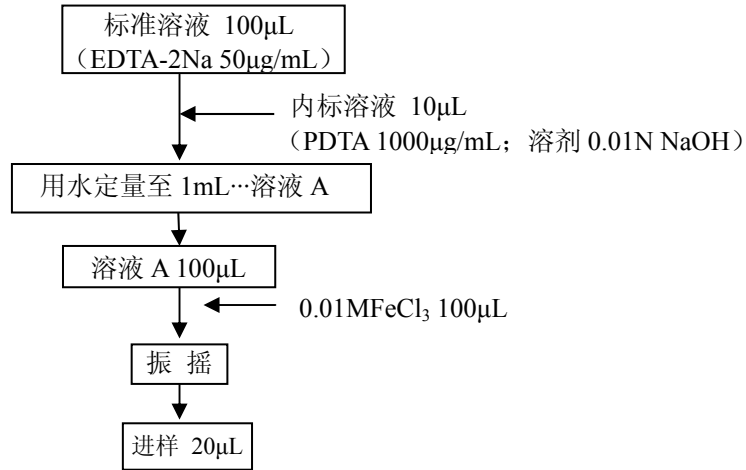 标准溶液 100μL
（EDTA-2Na 50μg/mL）
内标溶液 10μL
（PDTA 1000μg/mL；溶剂 0.01N NaOH）
用水定量至 1mL···溶液 A
溶液 A 100μL
0.01MFeCl₃ 100μL
振 摇
进样 20μL